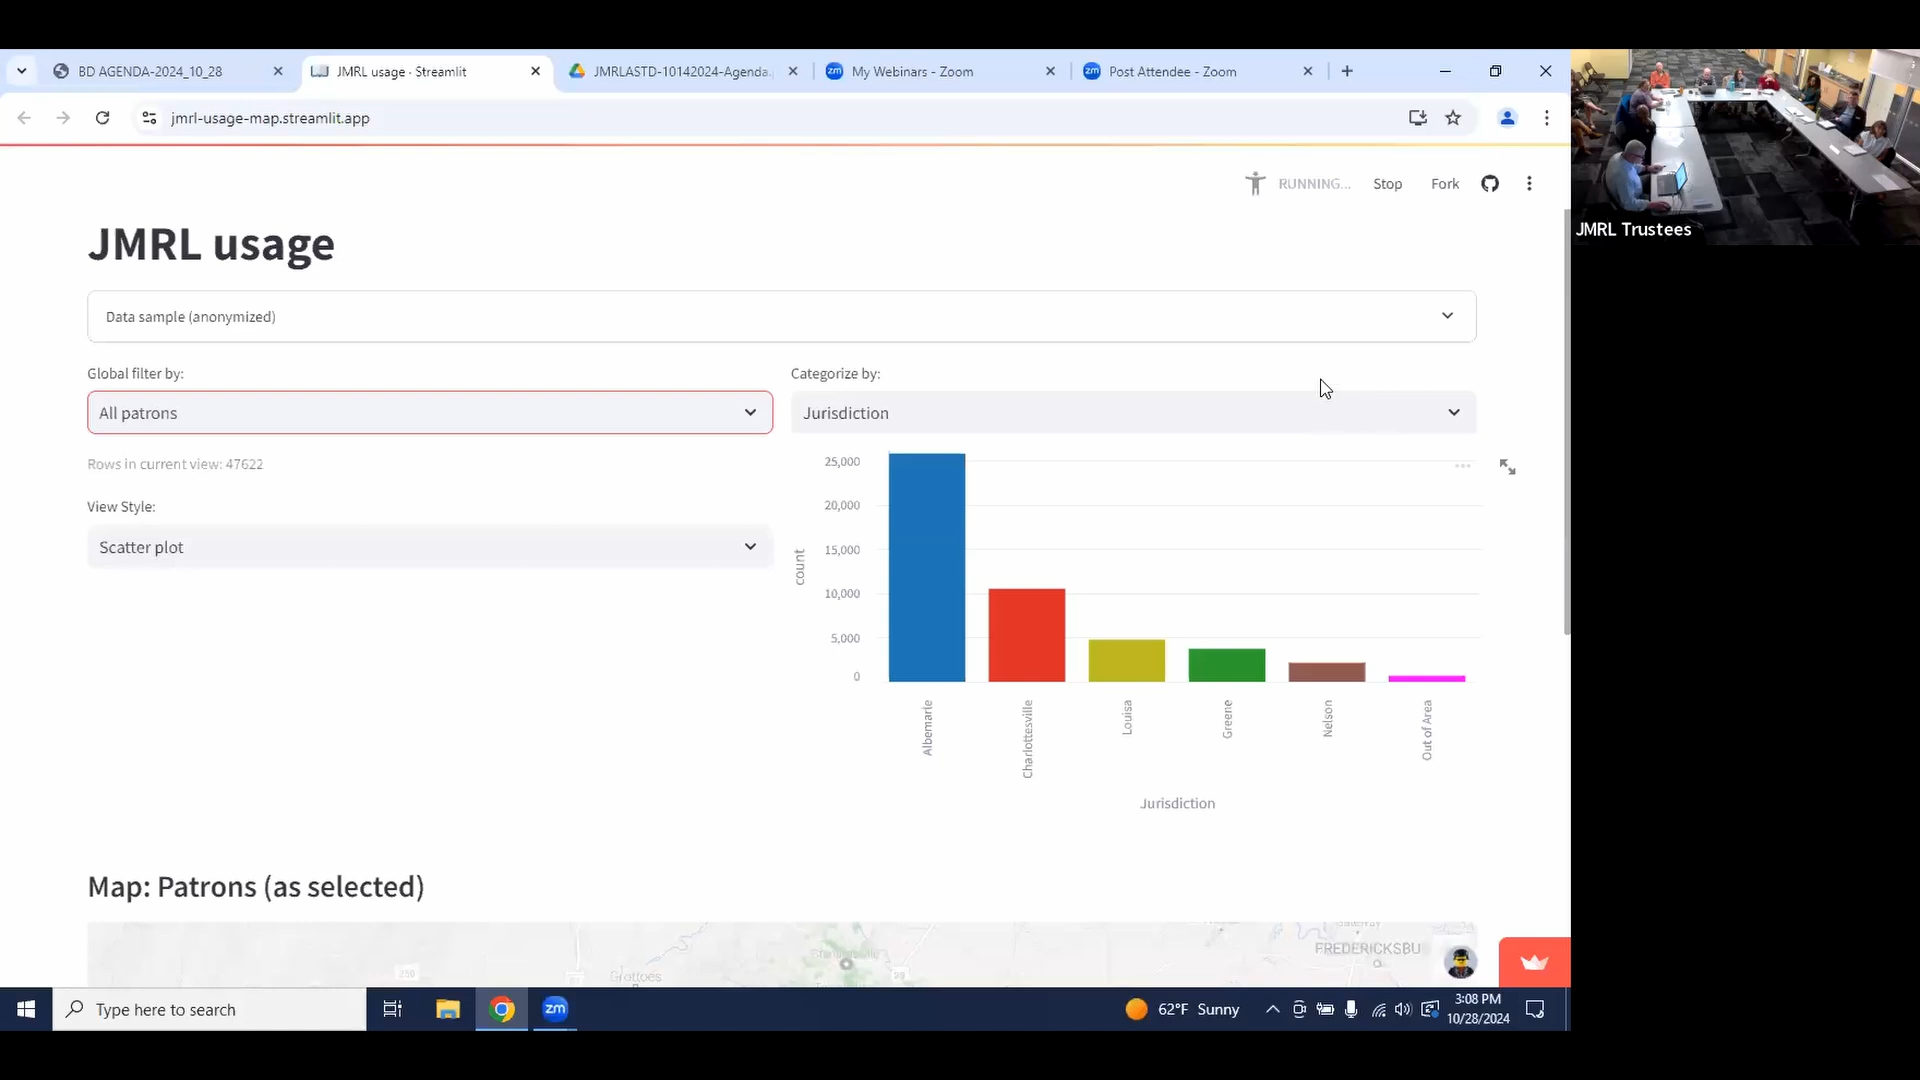 BD AGENDA-2024_10_28
JMRL usage · Streamlit
JMRLASTD-10142024-Agenda.
My Webinars - Zoom
Post Attendee - Zoom
jmrl-usage-map.streamlit.app
RUNNING...
Stop
Fork
JMRL Trustees
JMRL usage
Data sample (anonymized)
Global filter by:
Categorize by:
All patrons
Jurisdiction
Rows in current view: 47622
View Style:
Scatter plot
25,000
20,000
15,000
10,000
5,000
0
count
Albemarle
Charlottesville
Louisa
Greene
Nelson
Out of Area
Jurisdiction
Map: Patrons (as selected)
FREDERICKSBU
Grottoes
250
Type here to search
zm
62°F Sunny
3:08 PM
10/28/2024